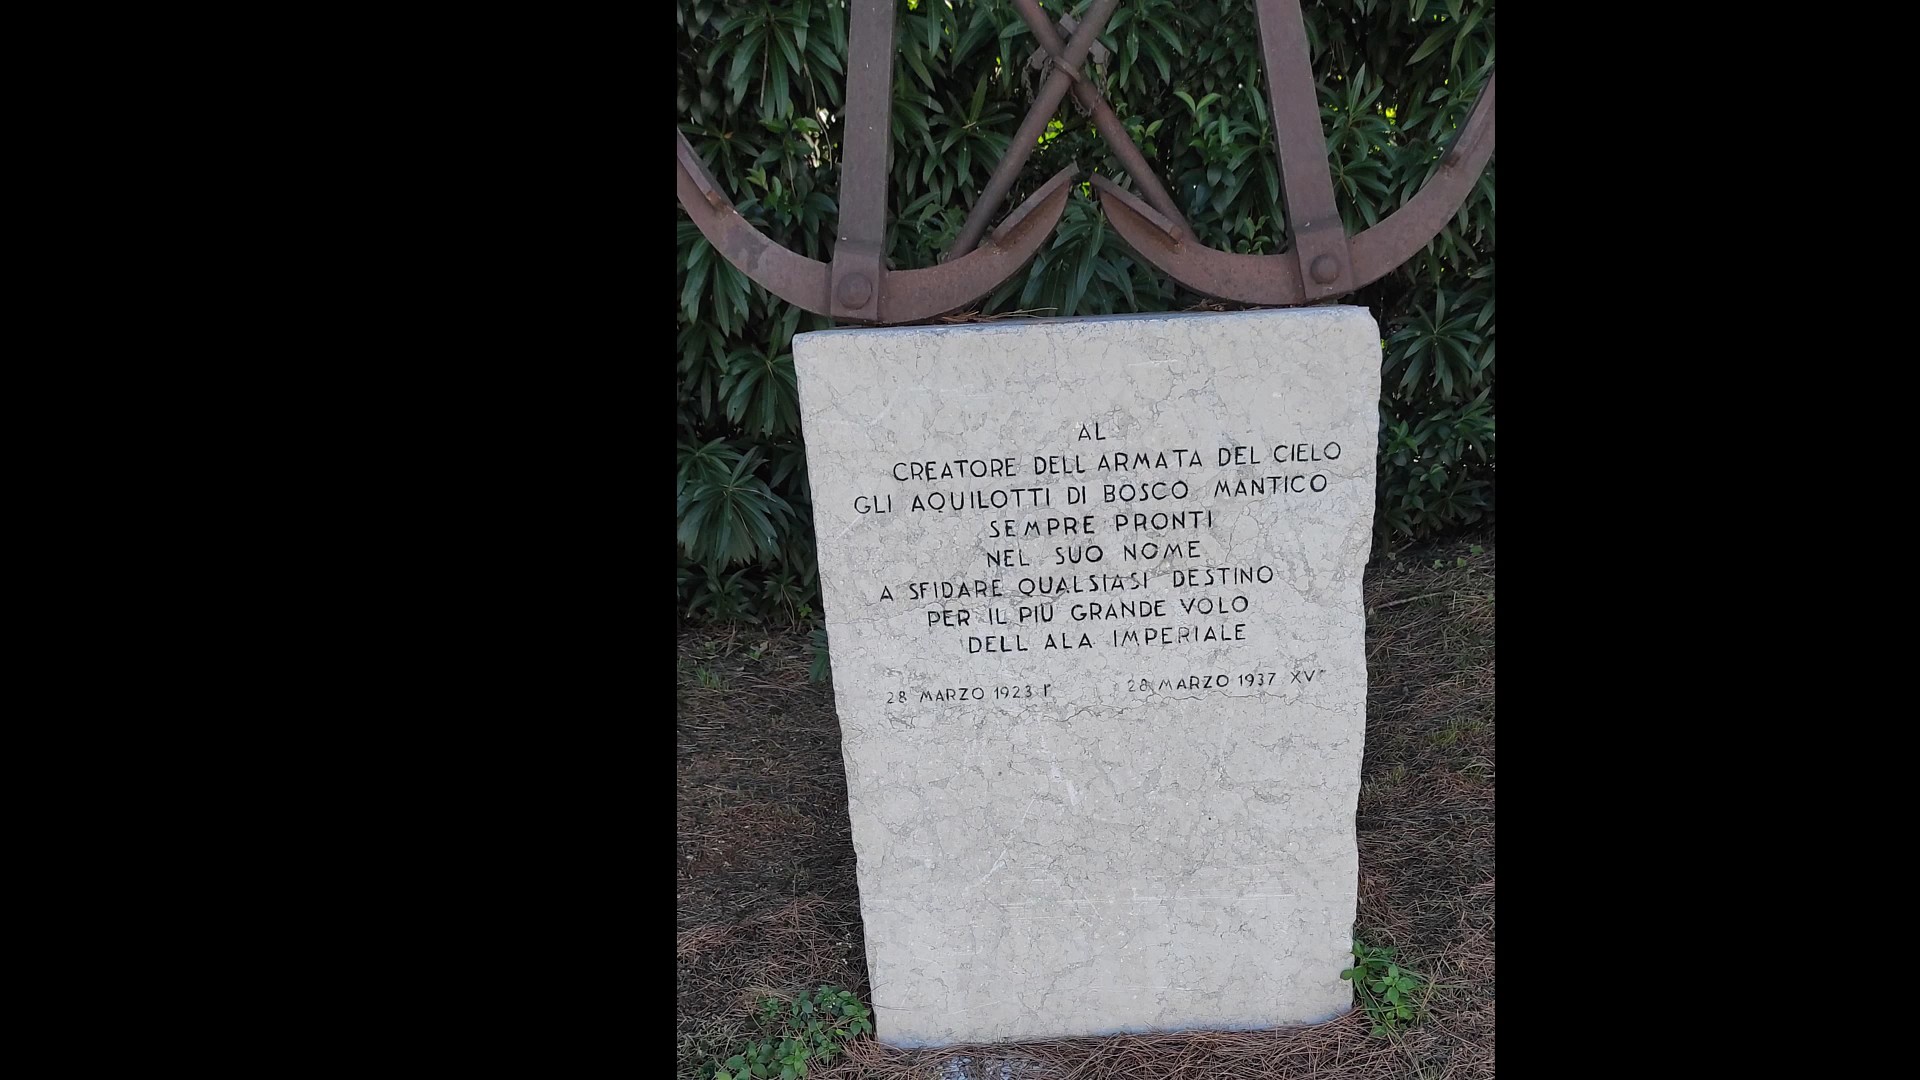 AL
CREATORE DELL ARMATA DEL CIELO
GLI AQUILOTTI DI BOSCO MANTICO
SEMPRE PRONTI
NEL SUO NOME
A SFIDARE QUALSIASI DESTINO
PER IL PIÙ GRANDE VOLO
DELL ALA IMPERIALE
28 MARZO 1923 I° 28 MARZO 1937 XV°